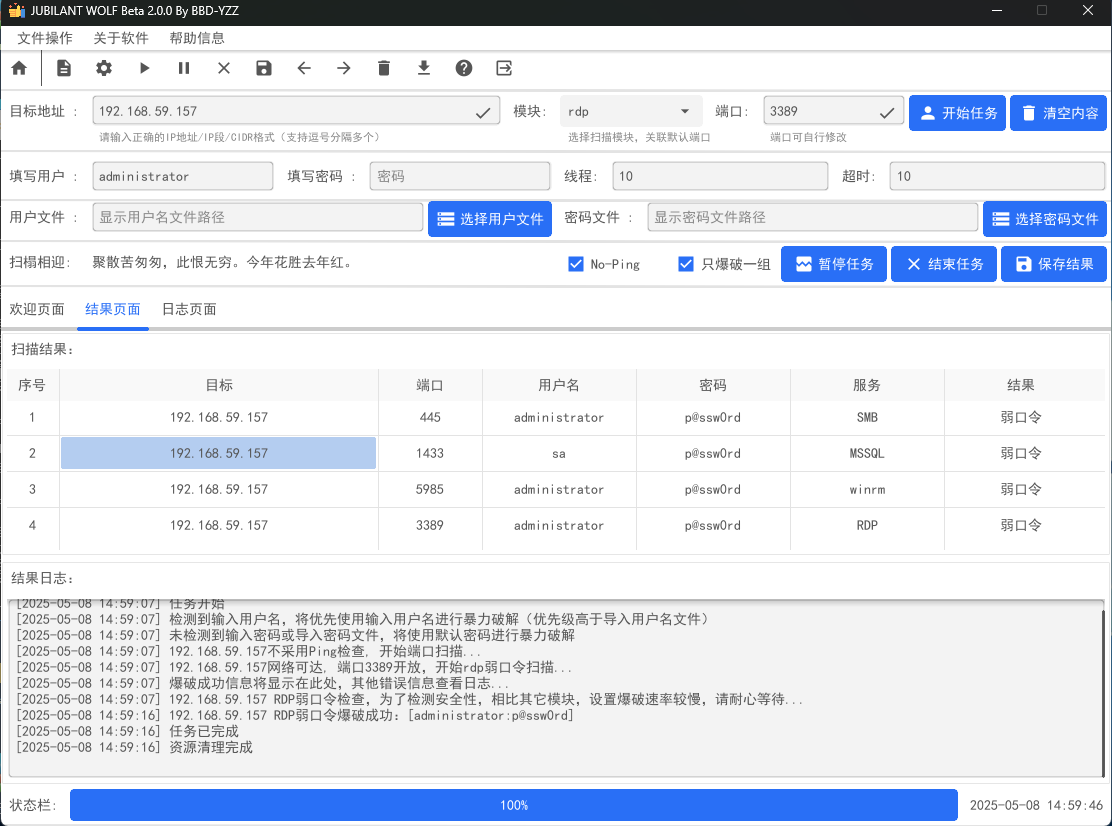 JUBILANT WOLF Beta 2.0.0 By BBD-YZZ
文件操作 关于软件 帮助信息
目标地址 : 192.168.59.157 模块: rdp 端口: 3389 开始任务 清空内容
请输入正确的IP地址/IP段/CIDR格式（支持逗号分隔多个） 选择扫描模块，关联默认端口 端口可自行修改
填写用户 : administrator 填写密码 : 密码 线程: 10 超时: 10
用户文件 : 显示用户名文件路径 选择用户文件 密码文件 : 显示密码文件路径 选择密码文件
扫榻相迎: 聚散苦匆匆，此恨无穷。今年花胜去年红。 No-Ping 只爆破一组 暂停任务 结束任务 保存结果
欢迎页面 结果页面 日志页面
扫描结果:
序号 目标 端口 用户名 密码 服务 结果
1 192.168.59.157 445 administrator p@ssw0rd SMB 弱口令
2 192.168.59.157 1433 sa p@ssw0rd MSSQL 弱口令
3 192.168.59.157 5985 administrator p@ssw0rd winrm 弱口令
4 192.168.59.157 3389 administrator p@ssw0rd RDP 弱口令
结果日志:
[2025-05-08 14:59:07] 任务开始
[2025-05-08 14:59:07] 检测到输入用户名，将优先使用输入用户名进行暴力破解（优先级高于导入用户名文件）
[2025-05-08 14:59:07] 未检测到输入密码或导入密码文件，将使用默认密码进行暴力破解
[2025-05-08 14:59:07] 192.168.59.157不采用Ping检查, 开始端口扫描...
[2025-05-08 14:59:07] 192.168.59.157网络可达, 端口3389开放，开始rdp弱口令扫描...
[2025-05-08 14:59:07] 爆破成功信息将显示在此处，其他错误信息查看日志...
[2025-05-08 14:59:07] 192.168.59.157 RDP弱口令检查，为了检测安全性，相比其它模块，设置爆破速率较慢，请耐心等待...
[2025-05-08 14:59:16] 192.168.59.157 RDP弱口令爆破成功：[administrator:p@ssw0rd]
[2025-05-08 14:59:16] 任务已完成
[2025-05-08 14:59:16] 资源清理完成
状态栏: 100% 2025-05-08 14:59:46